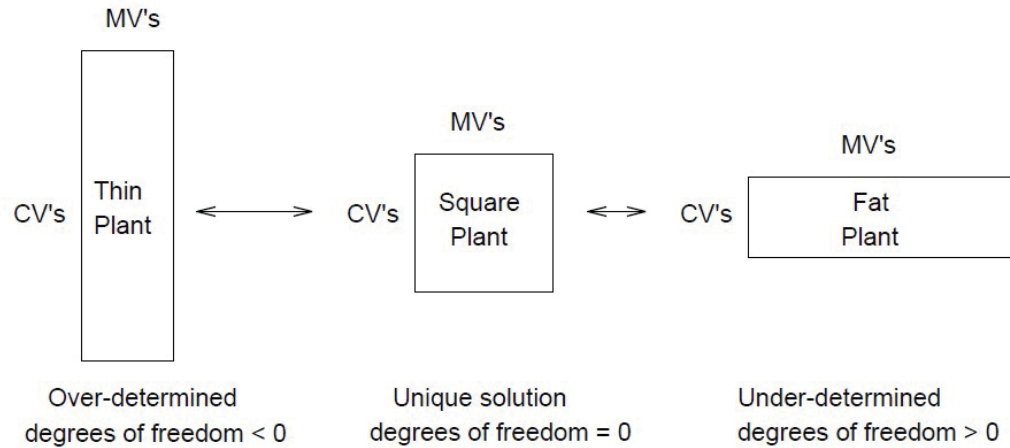 MV's
CV's
Thin
Plant
Over-determined
degrees of freedom < 0
MV's
CV's
Square
Plant
Unique solution
degrees of freedom = 0
MV's
CV's
Fat
Plant
Under-determined
degrees of freedom > 0